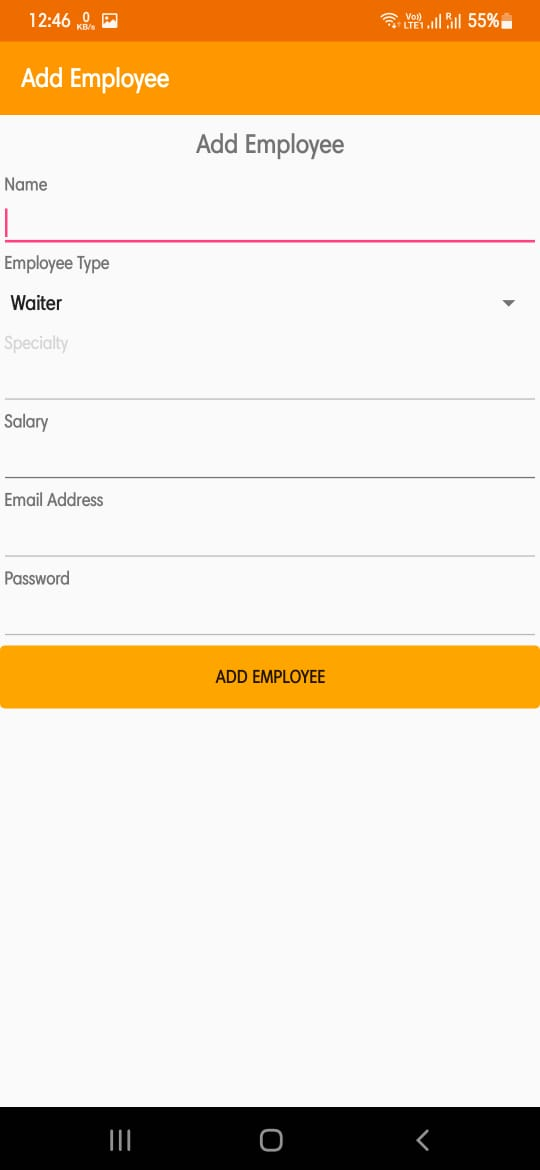 12:46 0 KB/s Vo)) LTE1 R 55%
Add Employee
Add Employee
Name
Employee Type
Waiter
Specialty
Salary
Email Address
Password
ADD EMPLOYEE